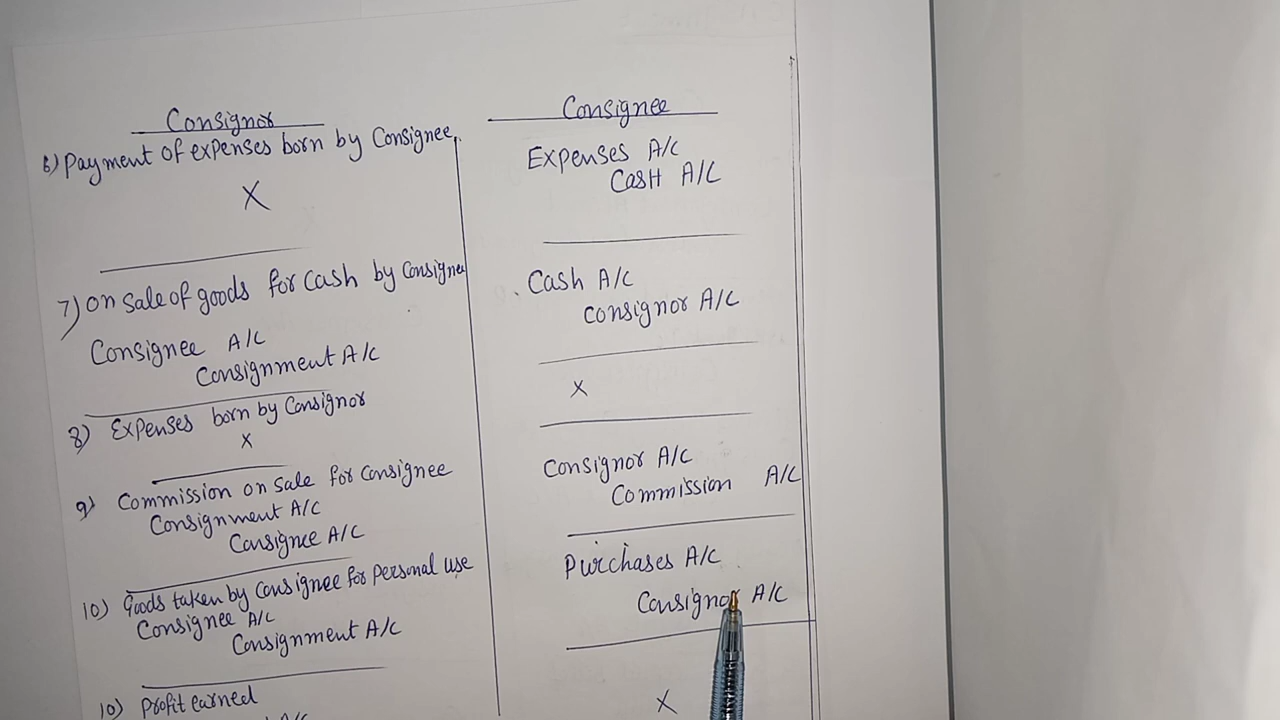 Consignor
6) Payment of expenses born by Consignee
X
7) on sale of goods for cash by Consignee
Consignee A/C
Consignment A/C
8) Expenses born by Consignor
X
9) Commission on sale for Consignee
Consignment A/C
Consignee A/C
10) Goods taken by Consignee for personal use
Consignee A/C
Consignment A/C
10) Profit earned
A/C
Consignee
Expenses A/C
Cash A/C
Cash A/C
Consignor A/C
X
Consignor A/C
Commission A/C
Purchases A/C
Consignor A/C
X